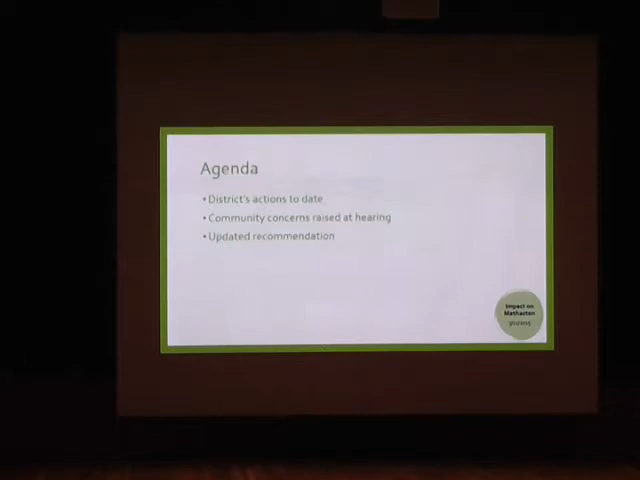 Agenda
• District's actions to date
• Community concerns raised at hearing
• Updated recommendation
Impact on